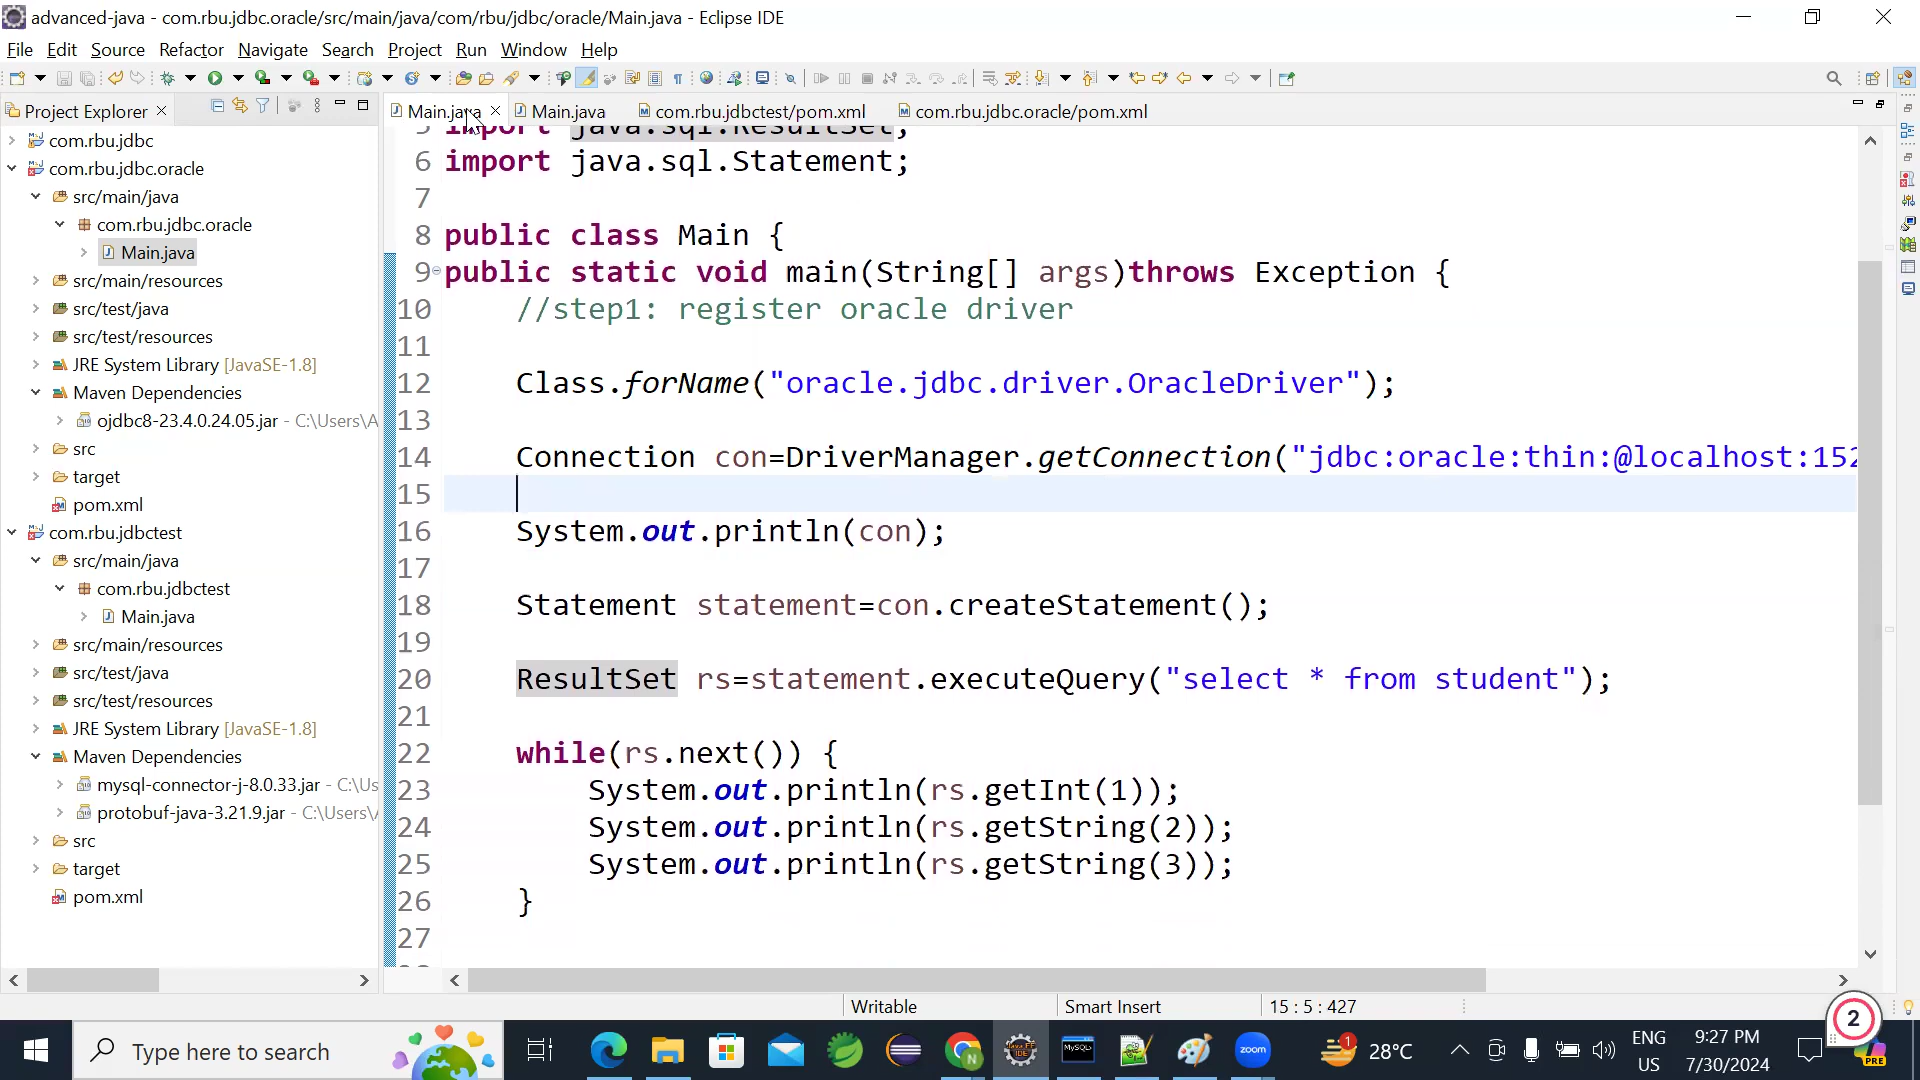 advanced-java - com.rbu.jdbc.oracle/src/main/java/com/rbu/jdbc/oracle/Main.java - Eclipse IDE
File Edit Source Refactor Navigate Search Project Run Window Help
Project Explorer
Main.java
Main.java
com.rbu.jdbctest/pom.xml
com.rbu.jdbc.oracle/pom.xml
com.rbu.jdbc
com.rbu.jdbc.oracle
src/main/java
com.rbu.jdbc.oracle
Main.java
src/main/resources
src/test/java
src/test/resources
JRE System Library [JavaSE-1.8]
Maven Dependencies
ojdbc8-23.4.0.24.05.jar - C:\Users\A
src
target
pom.xml
com.rbu.jdbctest
src/main/java
com.rbu.jdbctest
Main.java
src/main/resources
src/test/java
src/test/resources
JRE System Library [JavaSE-1.8]
Maven Dependencies
mysql-connector-j-8.0.33.jar - C:\Us
protobuf-java-3.21.9.jar - C:\Users\
src
target
pom.xml
5 import java.sql.ResultSet;
6 import java.sql.Statement;
7
8 public class Main {
9 public static void main(String[] args)throws Exception {
10 //step1: register oracle driver
11
12 Class.forName("oracle.jdbc.driver.OracleDriver");
13
14 Connection con=DriverManager.getConnection("jdbc:oracle:thin:@localhost:152
15
16 System.out.println(con);
17
18 Statement statement=con.createStatement();
19
20 ResultSet rs=statement.executeQuery("select * from student");
21
22 while(rs.next()) {
23 System.out.println(rs.getInt(1));
24 System.out.println(rs.getString(2));
25 System.out.println(rs.getString(3));
26 }
27
Writable
Smart Insert
15 : 5 : 427
2
Type here to search
MySQL
zoom
1
28°C
ENG
US
9:27 PM
7/30/2024
PRE